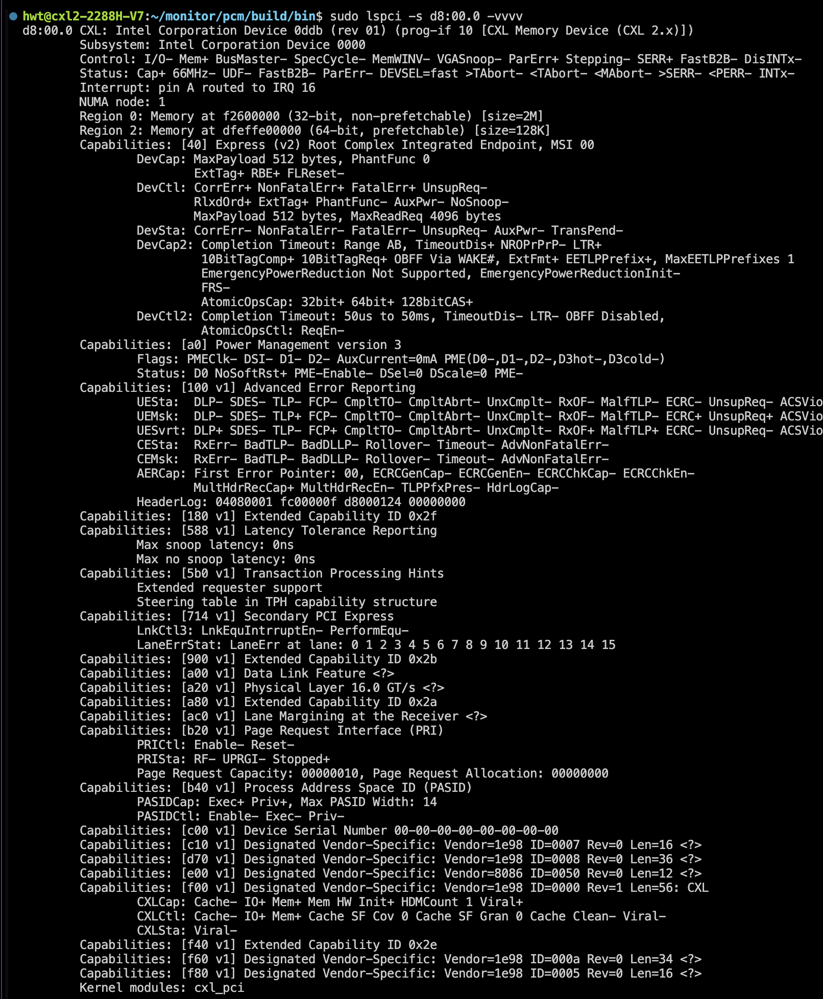 hwt@cxl2-2288H-V7:~/monitor/pcm/build/bin$ sudo lspci -s d8:00.0 -vvvv
d8:00.0 CXL: Intel Corporation Device 0ddb (rev 01) (prog-if 10 [CXL Memory Device (CXL 2.x)])
Subsystem: Intel Corporation Device 0000
Control: I/O- Mem+ BusMaster- SpecCycle- MemWINV- VGASnoop- ParErr+ Stepping- SERR+ FastB2B- DisINTx-
Status: Cap+ 66MHz- UDF- FastB2B- ParErr- DEVSEL=fast >TAbort- <TAbort- <MAbort- >SERR- <PERR- INTx-
Interrupt: pin A routed to IRQ 16
NUMA node: 1
Region 0: Memory at f2600000 (32-bit, non-prefetchable) [size=2M]
Region 2: Memory at dfeffe00000 (64-bit, prefetchable) [size=128K]
Capabilities: [40] Express (v2) Root Complex Integrated Endpoint, MSI 00
DevCap: MaxPayload 512 bytes, PhantFunc 0
ExtTag+ RBE+ FLReset-
DevCtl: CorrErr+ NonFatalErr+ FatalErr+ UnsupReq-
RlxdOrd+ ExtTag+ PhantFunc- AuxPwr- NoSnoop-
MaxPayload 512 bytes, MaxReadReq 4096 bytes
DevSta: CorrErr- NonFatalErr- FatalErr- UnsupReq- AuxPwr- TransPend-
DevCap2: Completion Timeout: Range AB, TimeoutDis+ NROPrPrP- LTR+
10BitTagComp+ 10BitTagReq+ OBFF Via WAKE#, ExtFmt+ EETLPPrefix+, MaxEETLPPrefixes 1
EmergencyPowerReduction Not Supported, EmergencyPowerReductionInit-
FRS-
AtomicOpsCap: 32bit+ 64bit+ 128bitCAS+
DevCtl2: Completion Timeout: 50us to 50ms, TimeoutDis- LTR- OBFF Disabled,
AtomicOpsCtl: ReqEn-
Capabilities: [a0] Power Management version 3
Flags: PMEClk- DSI- D1- D2- AuxCurrent=0mA PME(D0-,D1-,D2-,D3hot-,D3cold-)
Status: D0 NoSoftRst+ PME-Enable- DSel=0 DScale=0 PME-
Capabilities: [100 v1] Advanced Error Reporting
UESta:  DLP- SDES- TLP- FCP- CmpltTO- CmpltAbrt- UnxCmplt- RxOF- MalfTLP- ECRC- UnsupReq- ACSVio
UEMsk:  DLP- SDES- TLP+ FCP- CmpltTO- CmpltAbrt- UnxCmplt- RxOF- MalfTLP- ECRC+ UnsupReq+ ACSVio
UESvrt: DLP+ SDES- TLP- FCP+ CmpltTO- CmpltAbrt- UnxCmplt- RxOF+ MalfTLP+ ECRC- UnsupReq- ACSVio
CESta:  RxErr- BadTLP- BadDLLP- Rollover- Timeout- AdvNonFatalErr-
CEMsk:  RxErr- BadTLP- BadDLLP- Rollover- Timeout- AdvNonFatalErr-
AERCap: First Error Pointer: 00, ECRCGenCap- ECRCGenEn- ECRCChkCap- ECRCChkEn-
MultHdrRecCap+ MultHdrRecEn- TLPPfxPres- HdrLogCap-
HeaderLog: 04080001 fc00000f d8000124 00000000
Capabilities: [180 v1] Extended Capability ID 0x2f
Capabilities: [588 v1] Latency Tolerance Reporting
Max snoop latency: 0ns
Max no snoop latency: 0ns
Capabilities: [5b0 v1] Transaction Processing Hints
Extended requester support
Steering table in TPH capability structure
Capabilities: [714 v1] Secondary PCI Express
LnkCtl3: LnkEquIntrruptEn- PerformEqu-
LaneErrStat: LaneErr at lane: 0 1 2 3 4 5 6 7 8 9 10 11 12 13 14 15
Capabilities: [900 v1] Extended Capability ID 0x2b
Capabilities: [a00 v1] Data Link Feature <?>
Capabilities: [a20 v1] Physical Layer 16.0 GT/s <?>
Capabilities: [a80 v1] Extended Capability ID 0x2a
Capabilities: [ac0 v1] Lane Margining at the Receiver <?>
Capabilities: [b20 v1] Page Request Interface (PRI)
PRICtl: Enable- Reset-
PRISta: RF- UPRGI- Stopped+
Page Request Capacity: 00000010, Page Request Allocation: 00000000
Capabilities: [b40 v1] Process Address Space ID (PASID)
PASIDCap: Exec+ Priv+, Max PASID Width: 14
PASIDCtl: Enable- Exec- Priv-
Capabilities: [c00 v1] Device Serial Number 00-00-00-00-00-00-00-00
Capabilities: [c10 v1] Designated Vendor-Specific: Vendor=1e98 ID=0007 Rev=0 Len=16 <?>
Capabilities: [d70 v1] Designated Vendor-Specific: Vendor=1e98 ID=0008 Rev=0 Len=36 <?>
Capabilities: [e00 v1] Designated Vendor-Specific: Vendor=8086 ID=0050 Rev=0 Len=12 <?>
Capabilities: [f00 v1] Designated Vendor-Specific: Vendor=1e98 ID=0000 Rev=1 Len=56: CXL
CXLCap: Cache- IO+ Mem+ Mem HW Init+ HDMCount 1 Viral+
CXLCtl: Cache- IO+ Mem+ Cache SF Cov 0 Cache SF Gran 0 Cache Clean- Viral-
CXLSta: Viral-
Capabilities: [f40 v1] Extended Capability ID 0x2e
Capabilities: [f60 v1] Designated Vendor-Specific: Vendor=1e98 ID=000a Rev=0 Len=34 <?>
Capabilities: [f80 v1] Designated Vendor-Specific: Vendor=1e98 ID=0005 Rev=0 Len=16 <?>
Kernel modules: cxl_pci